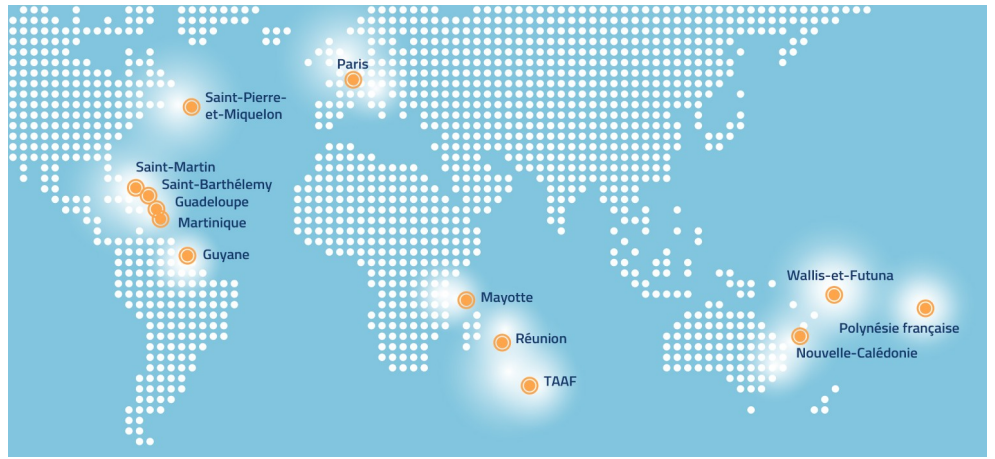 Paris
Saint-Pierre-
et-Miquelon
Saint-Martin
Saint-Barthélemy
Guadeloupe
Martinique
Guyane
Mayotte
Réunion
TAAF
Wallis-et-Futuna
Polynésie française
Nouvelle-Calédonie